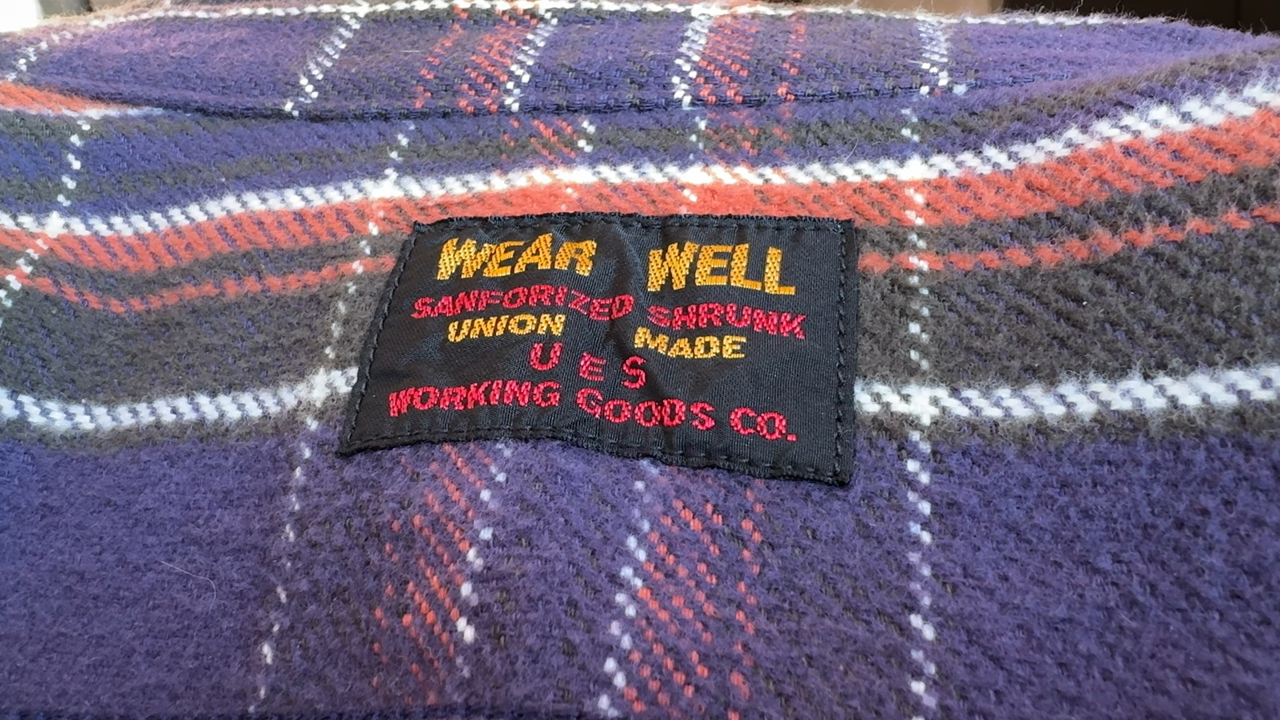 WEAR WELL
SANFORIZED SHRUNK
UNION MADE
U E S
WORKING GOODS CO.